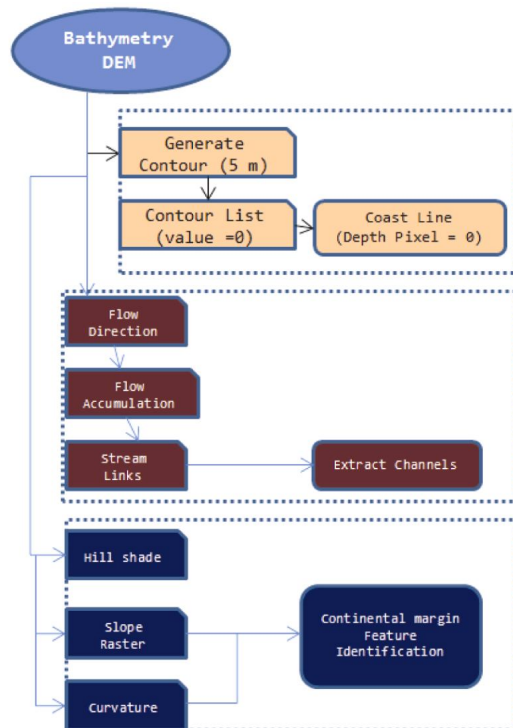 Bathymetry
DEM
Generate
Contour (5 m)
Contour List
(value =0)
Coast Line
(Depth Pixel = 0)
Flow
Direction
Flow
Accumulation
Stream
Links
Extract Channels
Hill shade
Slope
Raster
Continental margin
Feature
Identification
Curvature